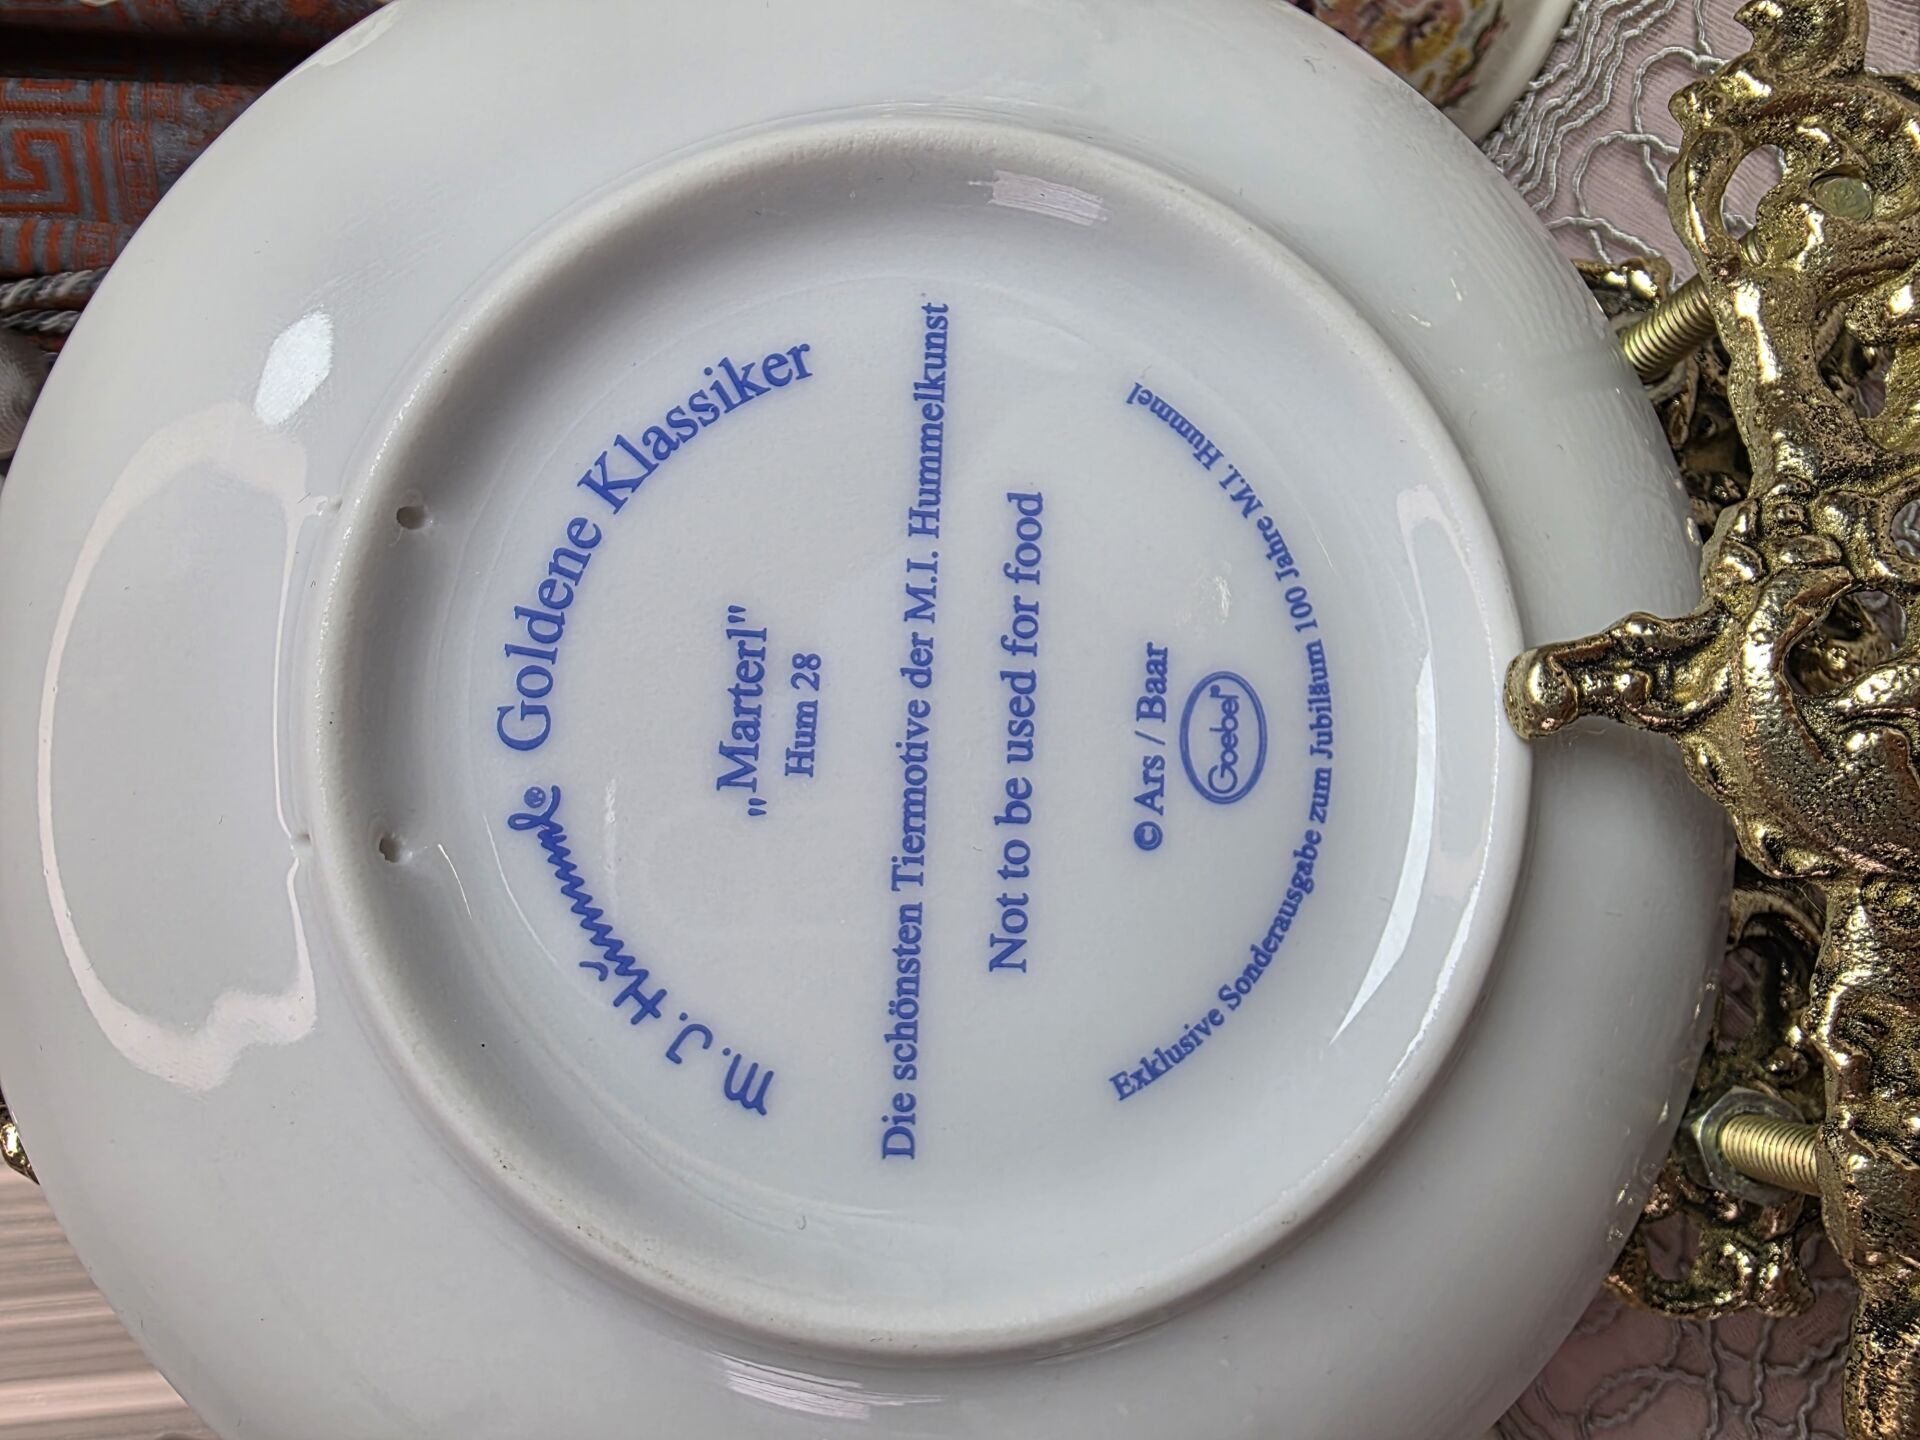 M.J. Hümmel® Goldene Klassiker
„Marterl"
Hum 28
Die schönsten Tiermotive der M.I. Hummelkunst
Not to be used for food
© Ars / Baar
Goebel®
Exklusive Sonderausgabe zum Jubiläum 100 Jahre M.I. Hummel